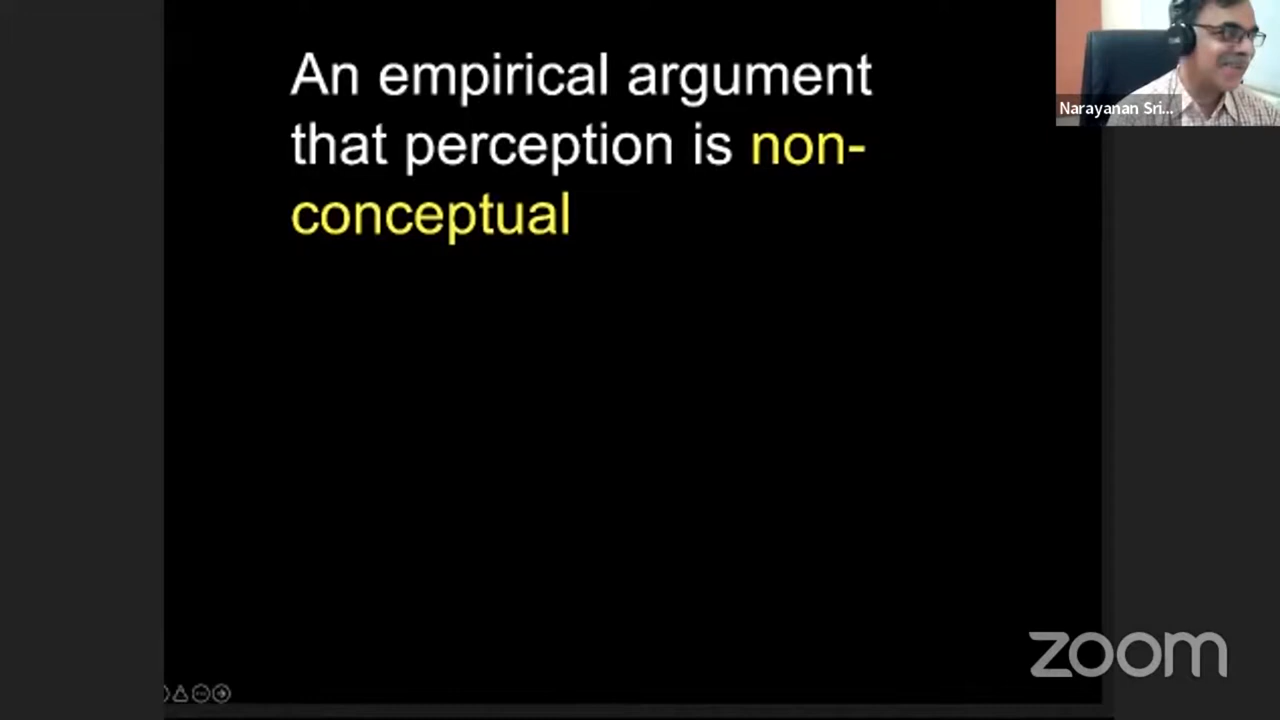 An empirical argument
that perception is non-
conceptual
Narayanan Sri...
zoom